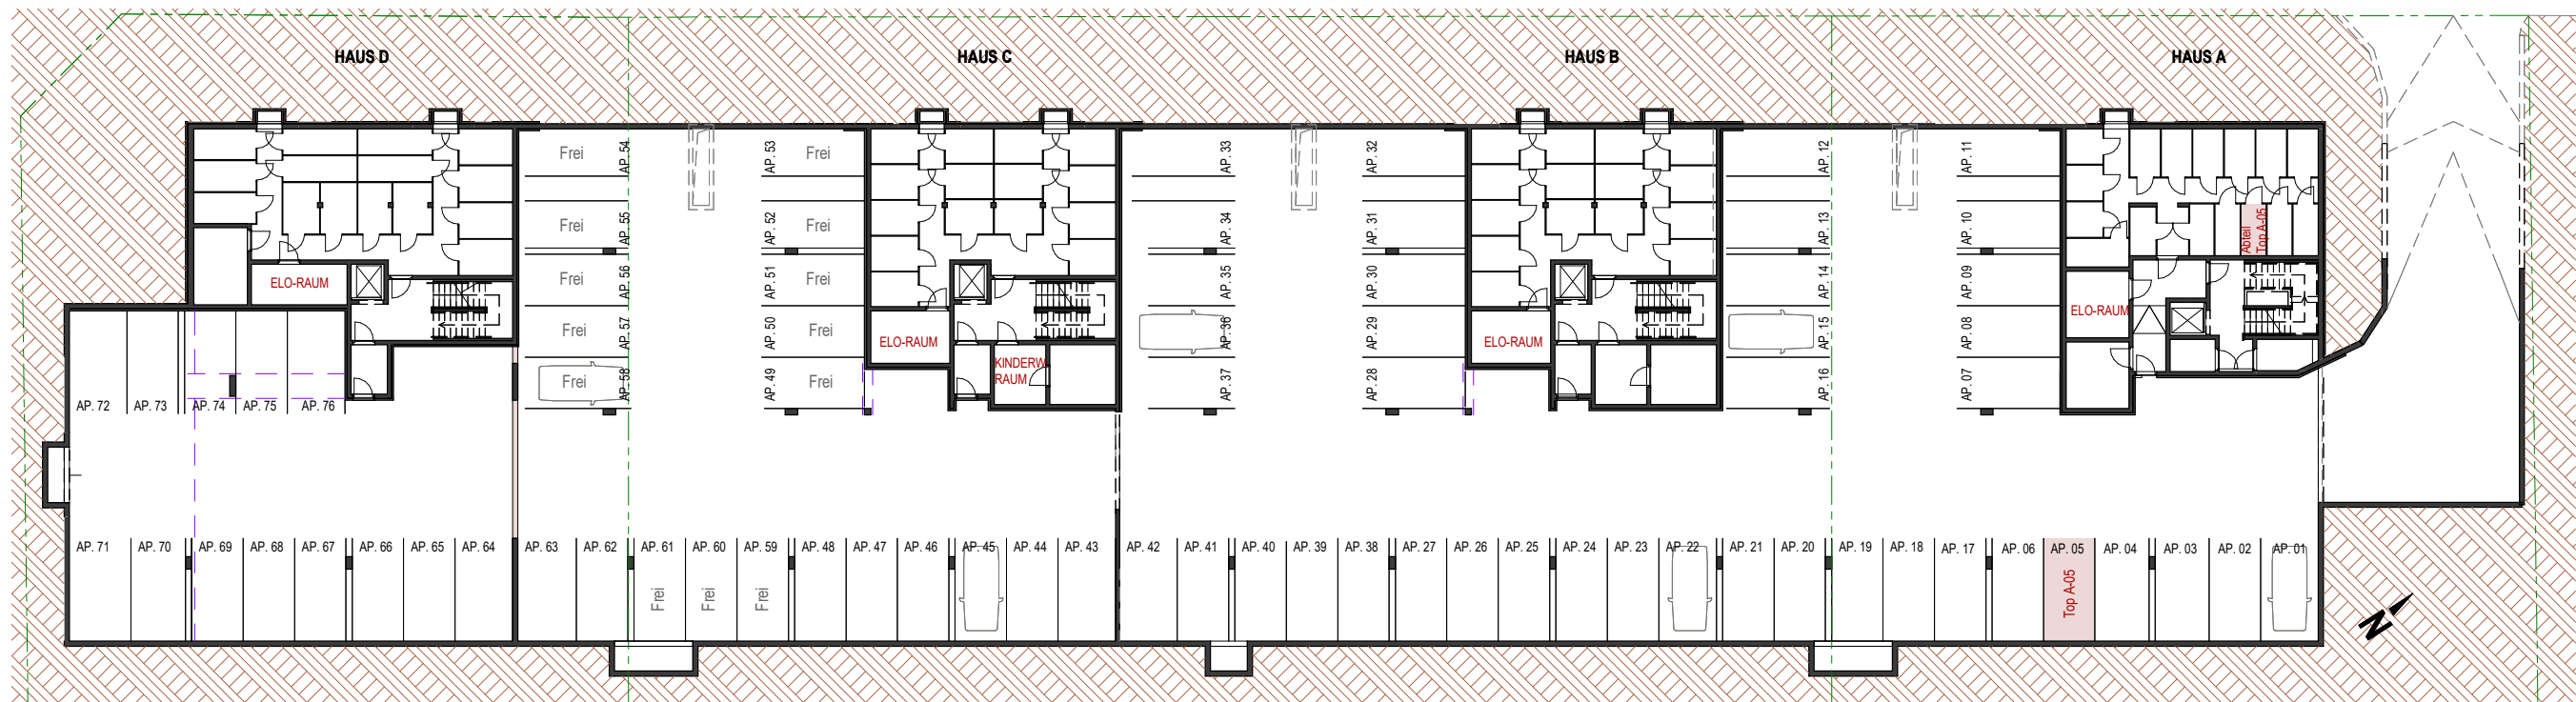 HAUS D
HAUS C
HAUS B
HAUS A
Frei
AP. 54
AP. 53
Frei
AP. 33
AP. 32
AP. 12
AP. 11
Frei
AP. 55
AP. 52
Frei
AP. 34
AP. 31
AP. 13
AP. 10
Abteil
Top A-05
ELO-RAUM
Frei
AP. 56
AP. 51
Frei
AP. 35
AP. 30
AP. 14
AP. 09
Frei
AP. 57
AP. 50
Frei
ELO-RAUM
AP. 36
AP. 29
ELO-RAUM
AP. 15
AP. 08
ELO-RAUM
Frei
AP. 58
AP. 49
Frei
KINDERW.
RAUM
AP. 37
AP. 28
AP. 16
AP. 07
AP. 72
AP. 73
AP. 74
AP. 75
AP. 76
AP. 71
AP. 70
AP. 69
AP. 68
AP. 67
AP. 66
AP. 65
AP. 64
AP. 63
AP. 62
AP. 61
AP. 60
AP. 59
AP. 48
AP. 47
AP. 46
AP. 45
AP. 44
AP. 43
AP. 42
AP. 41
AP. 40
AP. 39
AP. 38
AP. 27
AP. 26
AP. 25
AP. 24
AP. 23
AP. 22
AP. 21
AP. 20
AP. 19
AP. 18
AP. 17
AP. 06
AP. 05
AP. 04
AP. 03
AP. 02
AP. 01
Frei
Frei
Frei
Top A-05
N